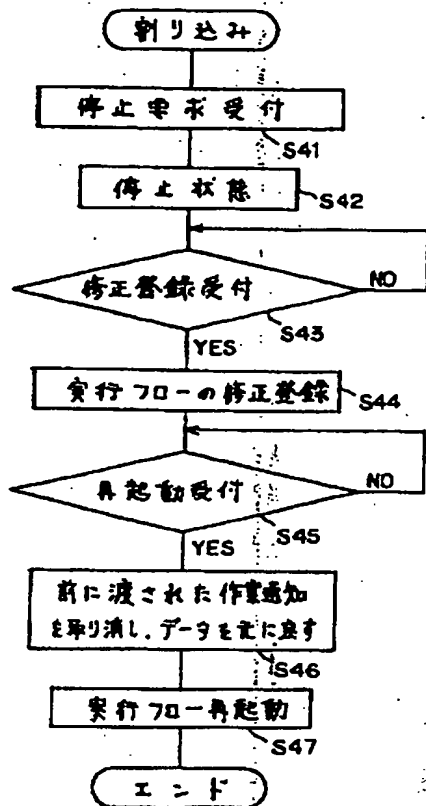 割り込み
停止要求受付
S41
停止状態
S42
修正登録受付
NO
S43
YES
実行フローの修正登録
S44
再起動受付
NO
S45
YES
前に渡された作業通知
を取り消し、データを元に戻す
S46
実行フロー再起動
S47
エンド